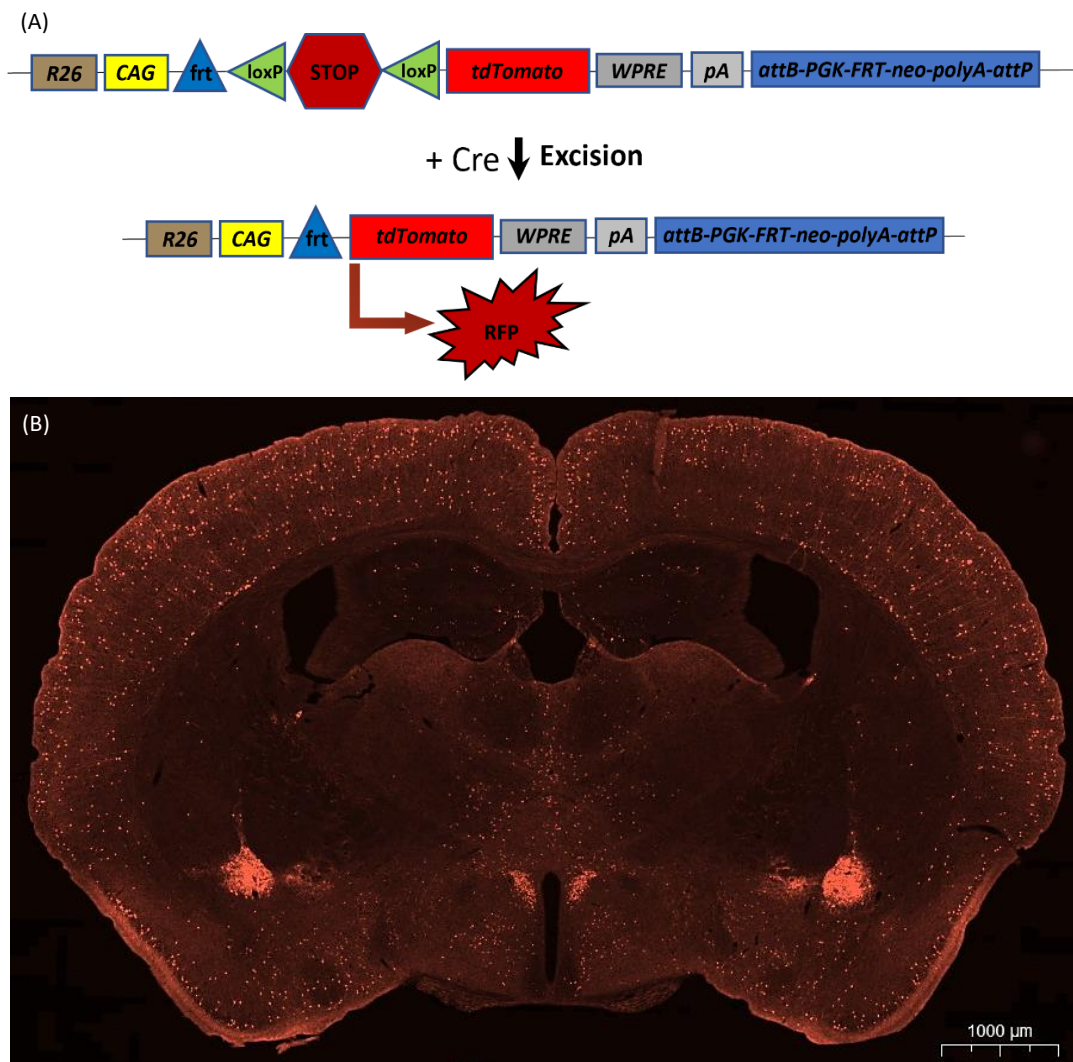 (A)
R26 CAG frt loxP STOP loxP tdTomato WPRE pA attB-PGK-FRT-neo-polyA-attP
+ Cre Excision
R26 CAG frt tdTomato WPRE pA attB-PGK-FRT-neo-polyA-attP
RFP
(B)
1000 µm